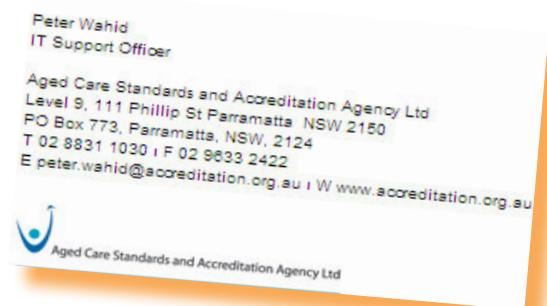 Peter Wahid
IT Support Officer
Aged Care Standards and Accreditation Agency Ltd
Level 9, 111 Phillip St Parramatta NSW 2150
PO Box 773, Parramatta, NSW, 2124
T 02 8831 1030 ı F 02 9633 2422
E peter.wahid@accreditation.org.au ı W www.accreditation.org.au
Aged Care Standards and Accreditation Agency Ltd